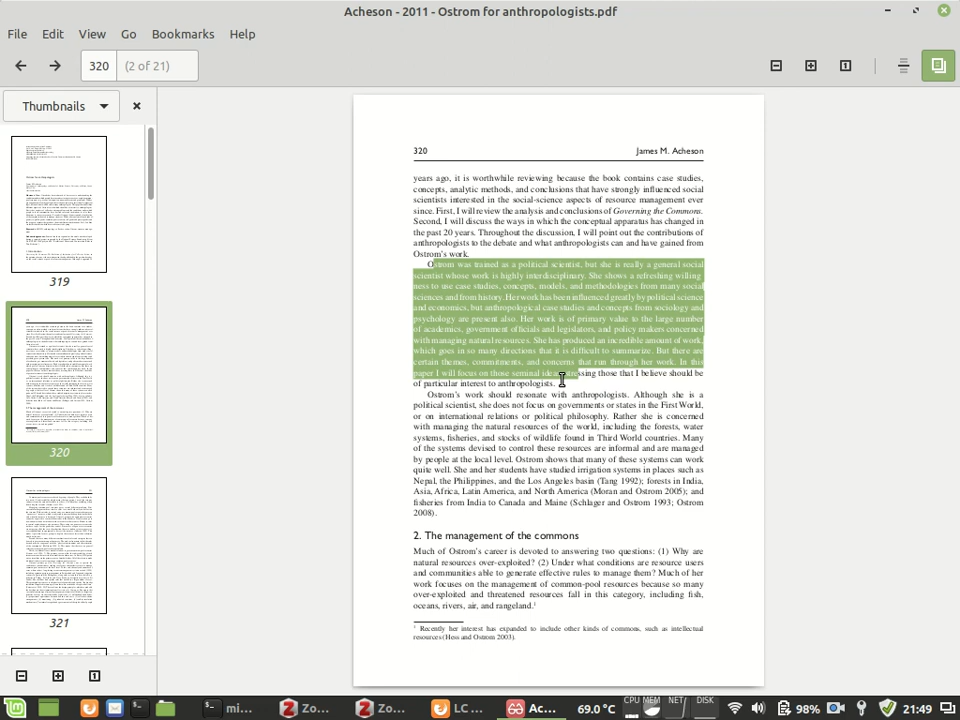 Acheson - 2011 - Ostrom for anthropologists.pdf
File Edit View Go Bookmarks Help
320 (2 of 21)
Thumbnails
319
320
321
320 James M. Acheson
years ago, it is worthwhile reviewing because the book contains case studies,
concepts, analytic methods, and conclusions that have strongly influenced social
scientists interested in the social-science aspects of resource management ever
since. First, I will review the analysis and conclusions of Governing the Commons.
Second, I will discuss the ways in which the conceptual apparatus has changed in
the past 20 years. Throughout the discussion, I will point out the contributions of
anthropologists to the debate and what anthropologists can and have gained from
Ostrom's work.
Ostrom was trained as a political scientist, but she is really a general social
scientist whose work is highly interdisciplinary. She shows a refreshing willing-
ness to use case studies, concepts, models, and methodologies from many social
sciences and from history. Her work has been influenced greatly by political science
and economics, but anthropological case studies and concepts from sociology and
psychology are present also. Her work is of primary value to the large number
of academics, government officials and legislators, and policy makers concerned
with managing natural resources. She has produced an incredible amount of work,
which goes in so many directions that it is difficult to summarize. But there are
certain themes, commitments, and concerns that run through her work. In this
paper I will focus on those seminal ideas, stressing those that I believe should be
of particular interest to anthropologists.
Ostrom's work should resonate with anthropologists. Although she is a
political scientist, she does not focus on governments or states in the First World,
or on international relations or political philosophy. Rather she is concerned
with managing the natural resources of the world, including the forests, water
systems, fisheries, and stocks of wildlife found in Third World countries. Many
of the systems devised to control these resources are informal and are managed
by people at the local level. Ostrom shows that many of these systems can work
quite well. She and her students have studied irrigation systems in places such as
Nepal, the Philippines, and the Los Angeles basin (Tang 1992); forests in India,
Asia, Africa, Latin America, and North America (Moran and Ostrom 2005); and
fisheries from India to Canada and Maine (Schlager and Ostrom 1993; Ostrom
2008).
2. The management of the commons
Much of Ostrom's career is devoted to answering two questions: (1) Why are
natural resources over-exploited? (2) Under what conditions are resource users
and communities able to generate effective rules to manage them? Much of her
work focuses on the management of common-pool resources because so many
over-exploited and threatened resources fall in this category, including fish,
oceans, rivers, air, and rangeland.1
1 Recently her interest has expanded to include other kinds of commons, such as intellectual
resources (Hess and Ostrom 2003).
mi... Zo... Zo... LC ... Ac... 69.0 °C CPU MEM NET DISK 98% 21:49